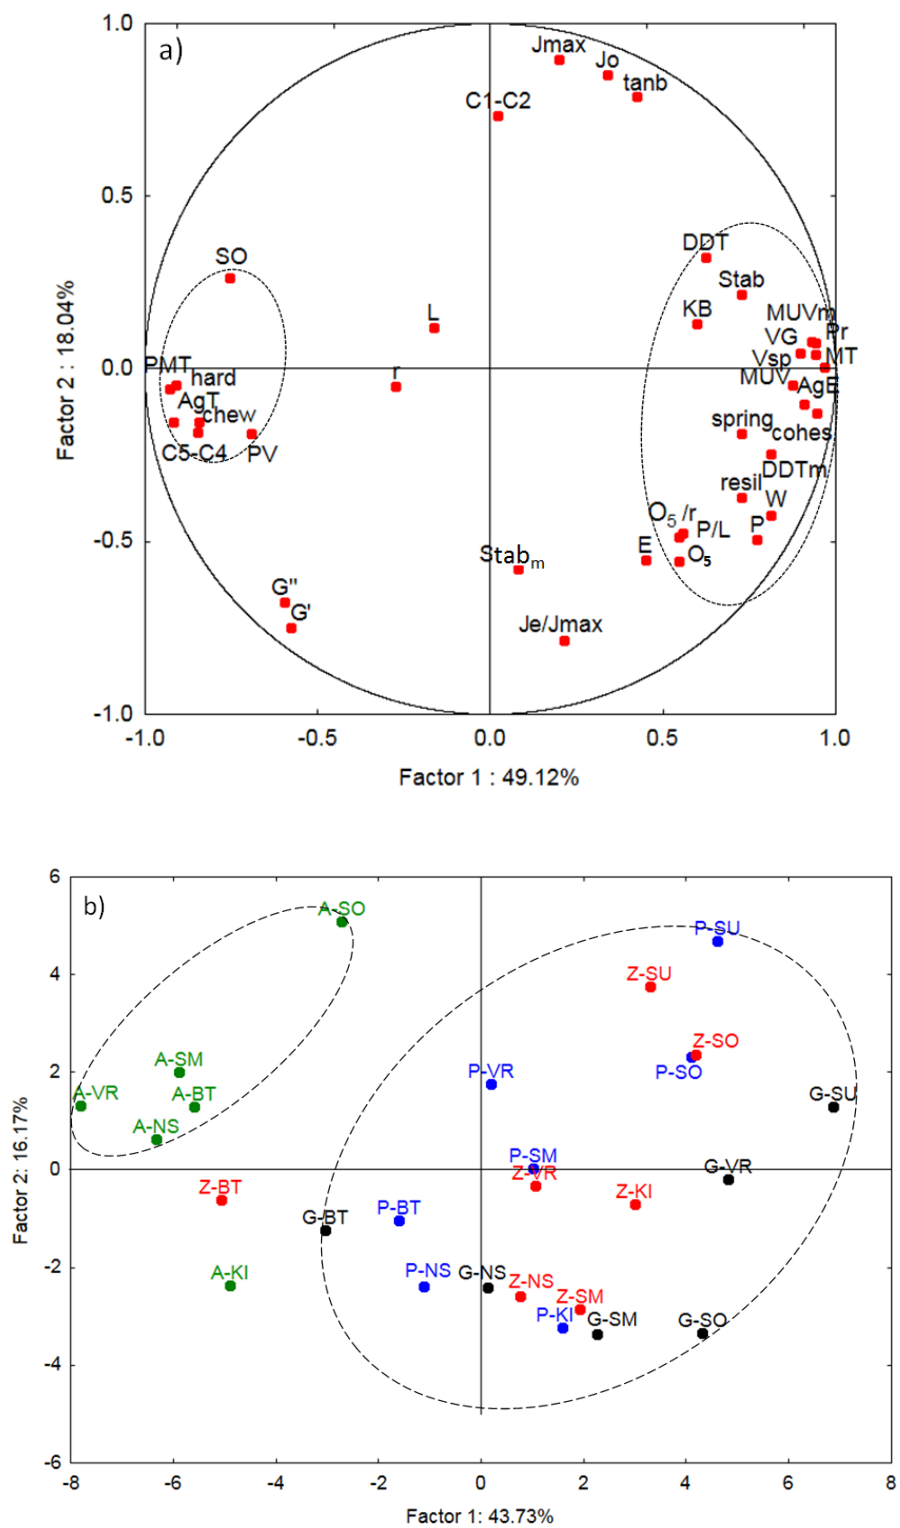 a)
1.0
0.5
0.0
-0.5
-1.0
Factor 2 : 18.04%
Jmax
Jo
tanb
C1-C2
SO
DDT
Stab
L
KB
MUVm
VG
Pr
Vsp
MT
PMT
hard
r
MUV
AgE
AgT
chew
spring
cohes
C5-C4
PV
DDTm
resil
W
O5 /r
P/L
P
E
O5
Stabm
G"
G'
Je/Jmax
-1.0
-0.5
0.0
0.5
1.0
Factor 1 : 49.12%
b)
6
4
2
0
-2
-4
-6
Factor 2: 16.17%
A-SO
P-SU
Z-SU
Z-SO
A-SM
P-VR
P-SO
A-VR
A-BT
G-SU
A-NS
P-SM
Z-VR
G-VR
Z-BT
Z-KI
G-BT
P-BT
A-KI
P-NS
G-NS
Z-NS
Z-SM
P-KI
G-SM
G-SO
-8
-6
-4
-2
0
2
4
6
8
Factor 1: 43.73%